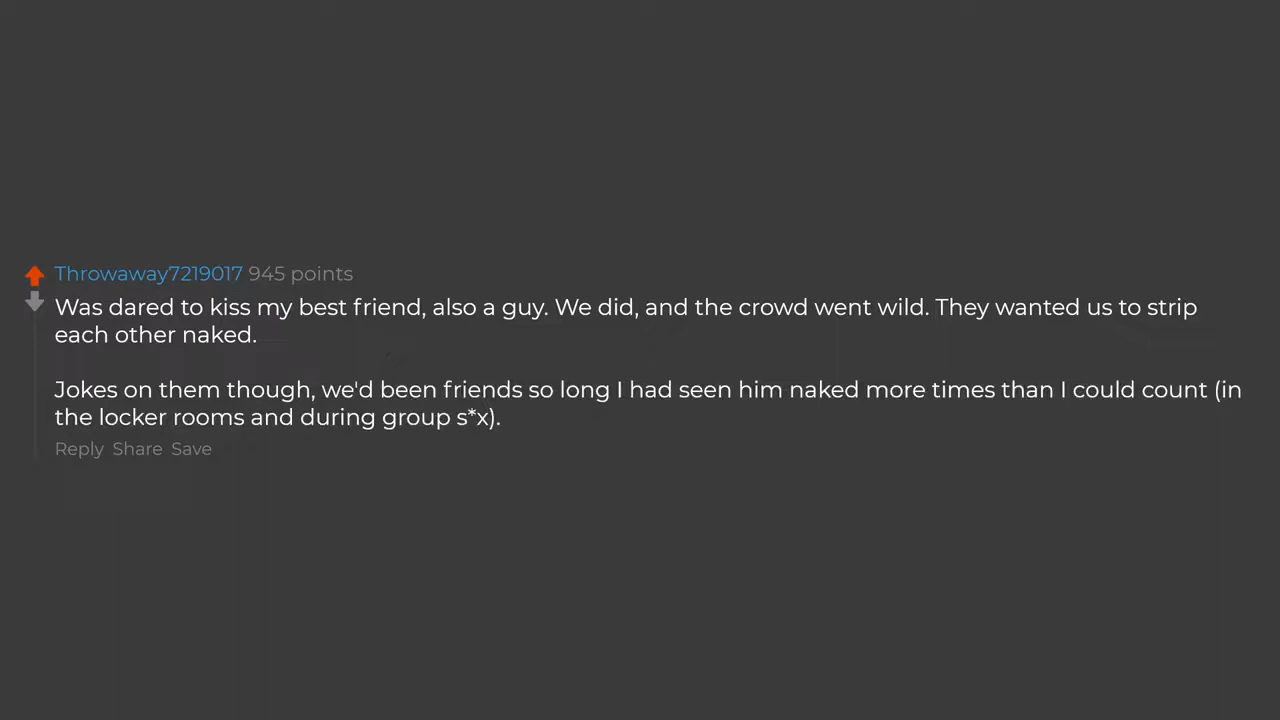 Throwaway7219017 945 points
Was dared to kiss my best friend, also a guy. We did, and the crowd went wild. They wanted us to strip
each other naked.
Jokes on them though, we'd been friends so long I had seen him naked more times than I could count (in
the locker rooms and during group s*x).
Reply Share Save